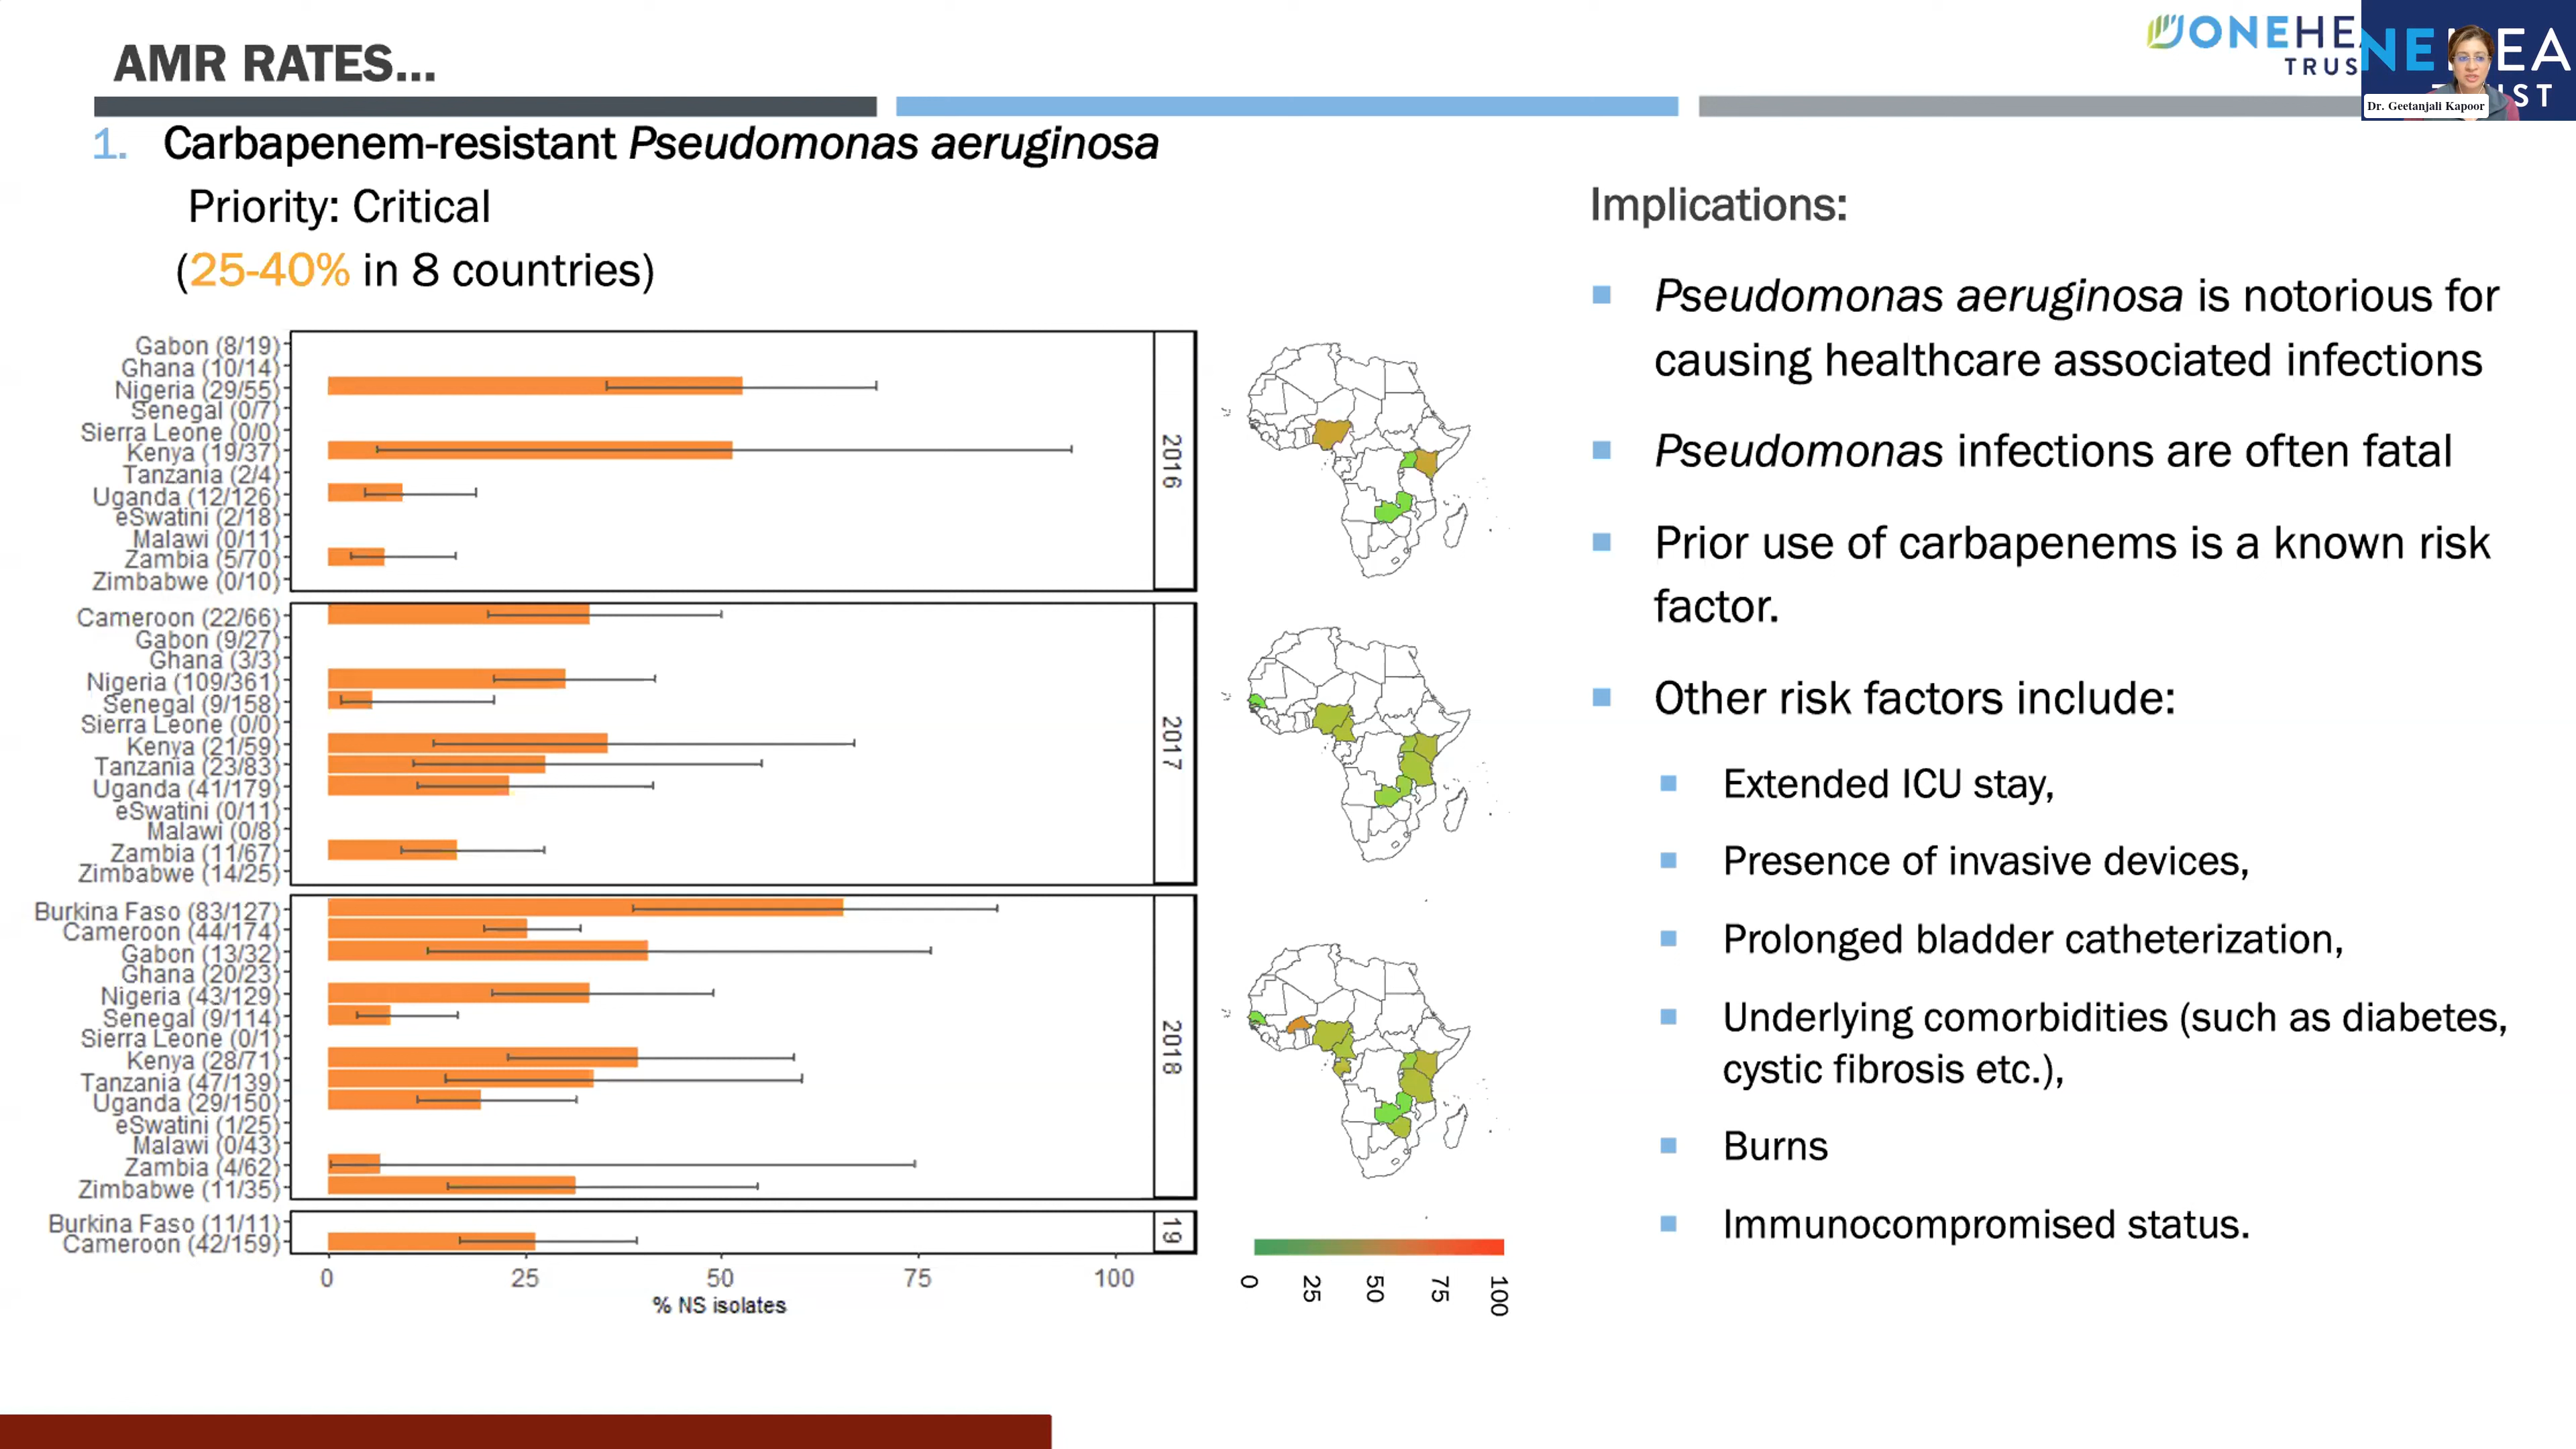 AMR RATES...
ONEHE
TRUS
NE EA
ST
Dr. Geetanjali Kapoor
1. Carbapenem-resistant Pseudomonas aeruginosa
Priority: Critical
(25-40% in 8 countries)
Gabon (8/19)
Ghana (10/14)
Nigeria (29/55)
Senegal (0/7)
Sierra Leone (0/0)
Kenya (19/37)
Tanzania (2/4)
Uganda (12/126)
eSwatini (2/18)
Malawi (0/11)
Zambia (5/70)
Zimbabwe (0/10)
2016
Cameroon (22/66)
Gabon (9/27)
Ghana (3/3)
Nigeria (109/361)
Senegal (9/158)
Sierra Leone (0/0)
Kenya (21/59)
Tanzania (23/83)
Uganda (41/179)
eSwatini (0/11)
Malawi (0/8)
Zambia (11/67)
Zimbabwe (14/25)
2017
Burkina Faso (83/127)
Cameroon (44/174)
Gabon (13/32)
Ghana (20/23)
Nigeria (43/129)
Senegal (9/114)
Sierra Leone (0/1)
Kenya (28/71)
Tanzania (47/139)
Uganda (29/150)
eSwatini (1/25)
Malawi (0/43)
Zambia (4/62)
Zimbabwe (11/35)
2018
Burkina Faso (11/11)
Cameroon (42/159)
19
0 25 50 75 100
% NS isolates
0 25 50 75 100
Implications:
Pseudomonas aeruginosa is notorious for
causing healthcare associated infections
Pseudomonas infections are often fatal
Prior use of carbapenems is a known risk
factor.
Other risk factors include:
Extended ICU stay,
Presence of invasive devices,
Prolonged bladder catheterization,
Underlying comorbidities (such as diabetes,
cystic fibrosis etc.),
Burns
Immunocompromised status.